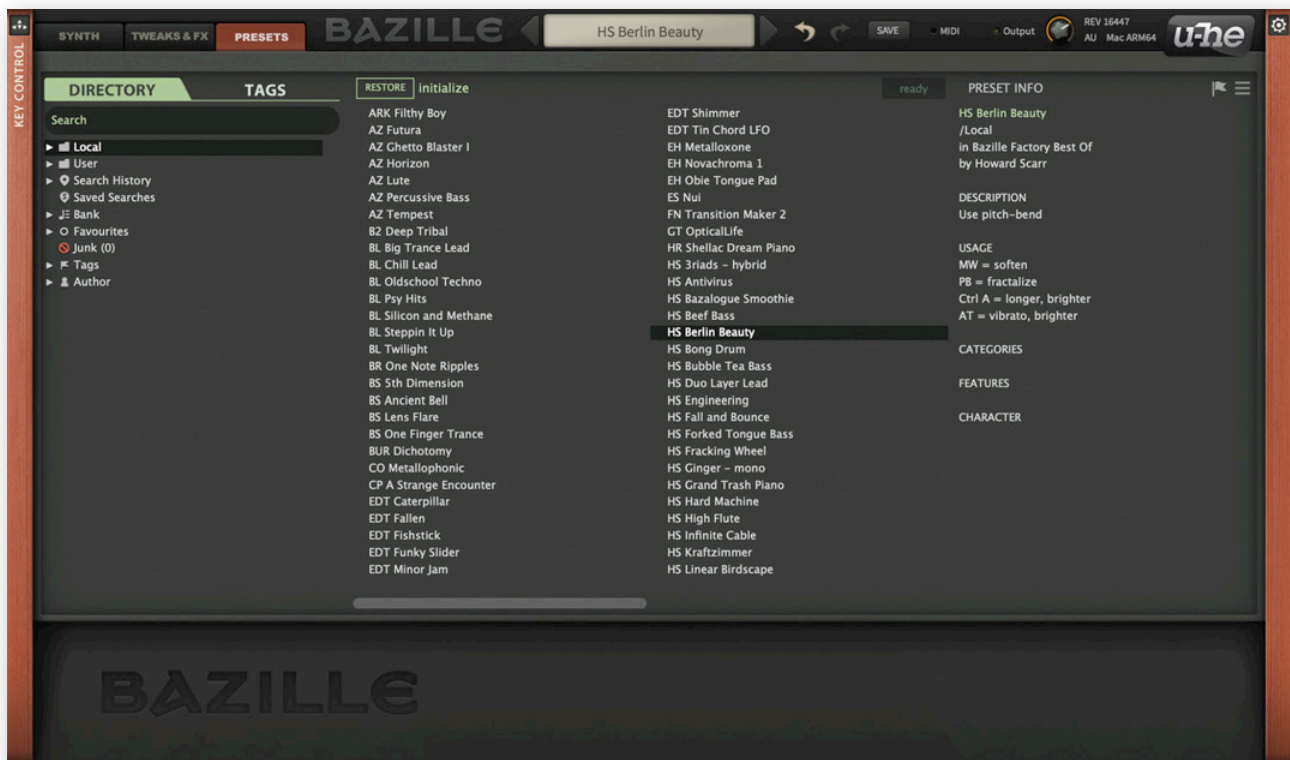 KEY CONTROL
SYNTH
TWEAKS & FX
PRESETS
BAZILLE
HS Berlin Beauty
SAVE
MIDI
Output
REV 16447
AU Mac ARM64
u-he
DIRECTORY
TAGS
Search
Local
User
Search History
Saved Searches
Bank
Favourites
Junk (0)
Tags
Author
RESTORE initialize
ready
ARK Filthy Boy
AZ Futura
AZ Ghetto Blaster I
AZ Horizon
AZ Lute
AZ Percussive Bass
AZ Tempest
B2 Deep Tribal
BL Big Trance Lead
BL Chill Lead
BL Oldschool Techno
BL Psy Hits
BL Silicon and Methane
BL Steppin It Up
BL Twilight
BR One Note Ripples
BS 5th Dimension
BS Ancient Bell
BS Lens Flare
BS One Finger Trance
BUR Dichotomy
CO Metallophonic
CP A Strange Encounter
EDT Caterpillar
EDT Fallen
EDT Fishstick
EDT Funky Slider
EDT Minor Jam
EDT Shimmer
EDT Tin Chord LFO
EH Metalloxone
EH Novachroma 1
EH Obie Tongue Pad
ES Nui
FN Transition Maker 2
GT OpticalLife
HR Shellac Dream Piano
HS 3riads - hybrid
HS Antivirus
HS Bazalogue Smoothie
HS Beef Bass
HS Berlin Beauty
HS Bong Drum
HS Bubble Tea Bass
HS Duo Layer Lead
HS Engineering
HS Fall and Bounce
HS Forked Tongue Bass
HS Fracking Wheel
HS Ginger - mono
HS Grand Trash Piano
HS Hard Machine
HS High Flute
HS Infinite Cable
HS Kraftzimmer
HS Linear Birdscape
PRESET INFO
HS Berlin Beauty
/Local
in Bazille Factory Best Of
by Howard Scarr
DESCRIPTION
Use pitch-bend
USAGE
MW = soften
PB = fractalize
Ctrl A = longer, brighter
AT = vibrato, brighter
CATEGORIES
FEATURES
CHARACTER
BAZILLE